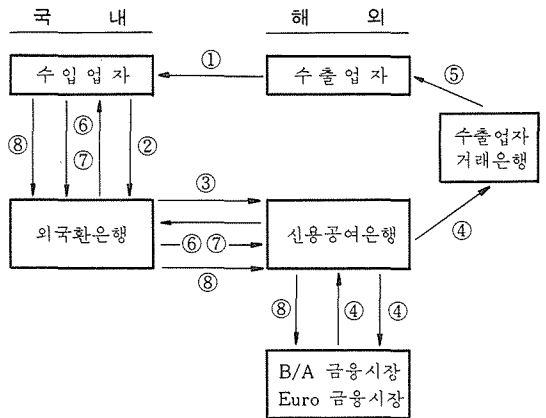 국 내 해 외
①
수입업자 수출업자 ⑤
⑥
⑧ ⑦ ②
수출업자
거래은행
③
외국환은행 신용공여은행 ④
⑥ ⑦
⑧
⑧ ④ ④
B/A 금융시장
Euro 금융시장